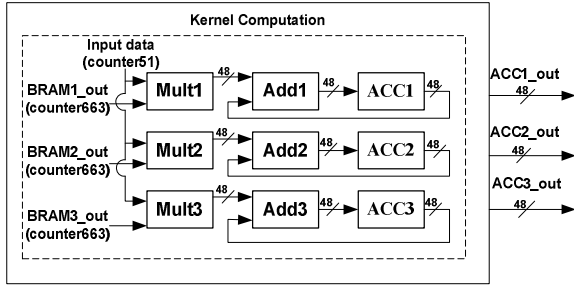 Kernel Computation
Input data
(counter51)
BRAM1_out
(counter663)
Mult1
48
Add1
48
ACC1
48
ACC1_out
48
BRAM2_out
(counter663)
Mult2
48
Add2
48
ACC2
48
ACC2_out
48
BRAM3_out
(counter663)
Mult3
48
Add3
48
ACC3
48
ACC3_out
48